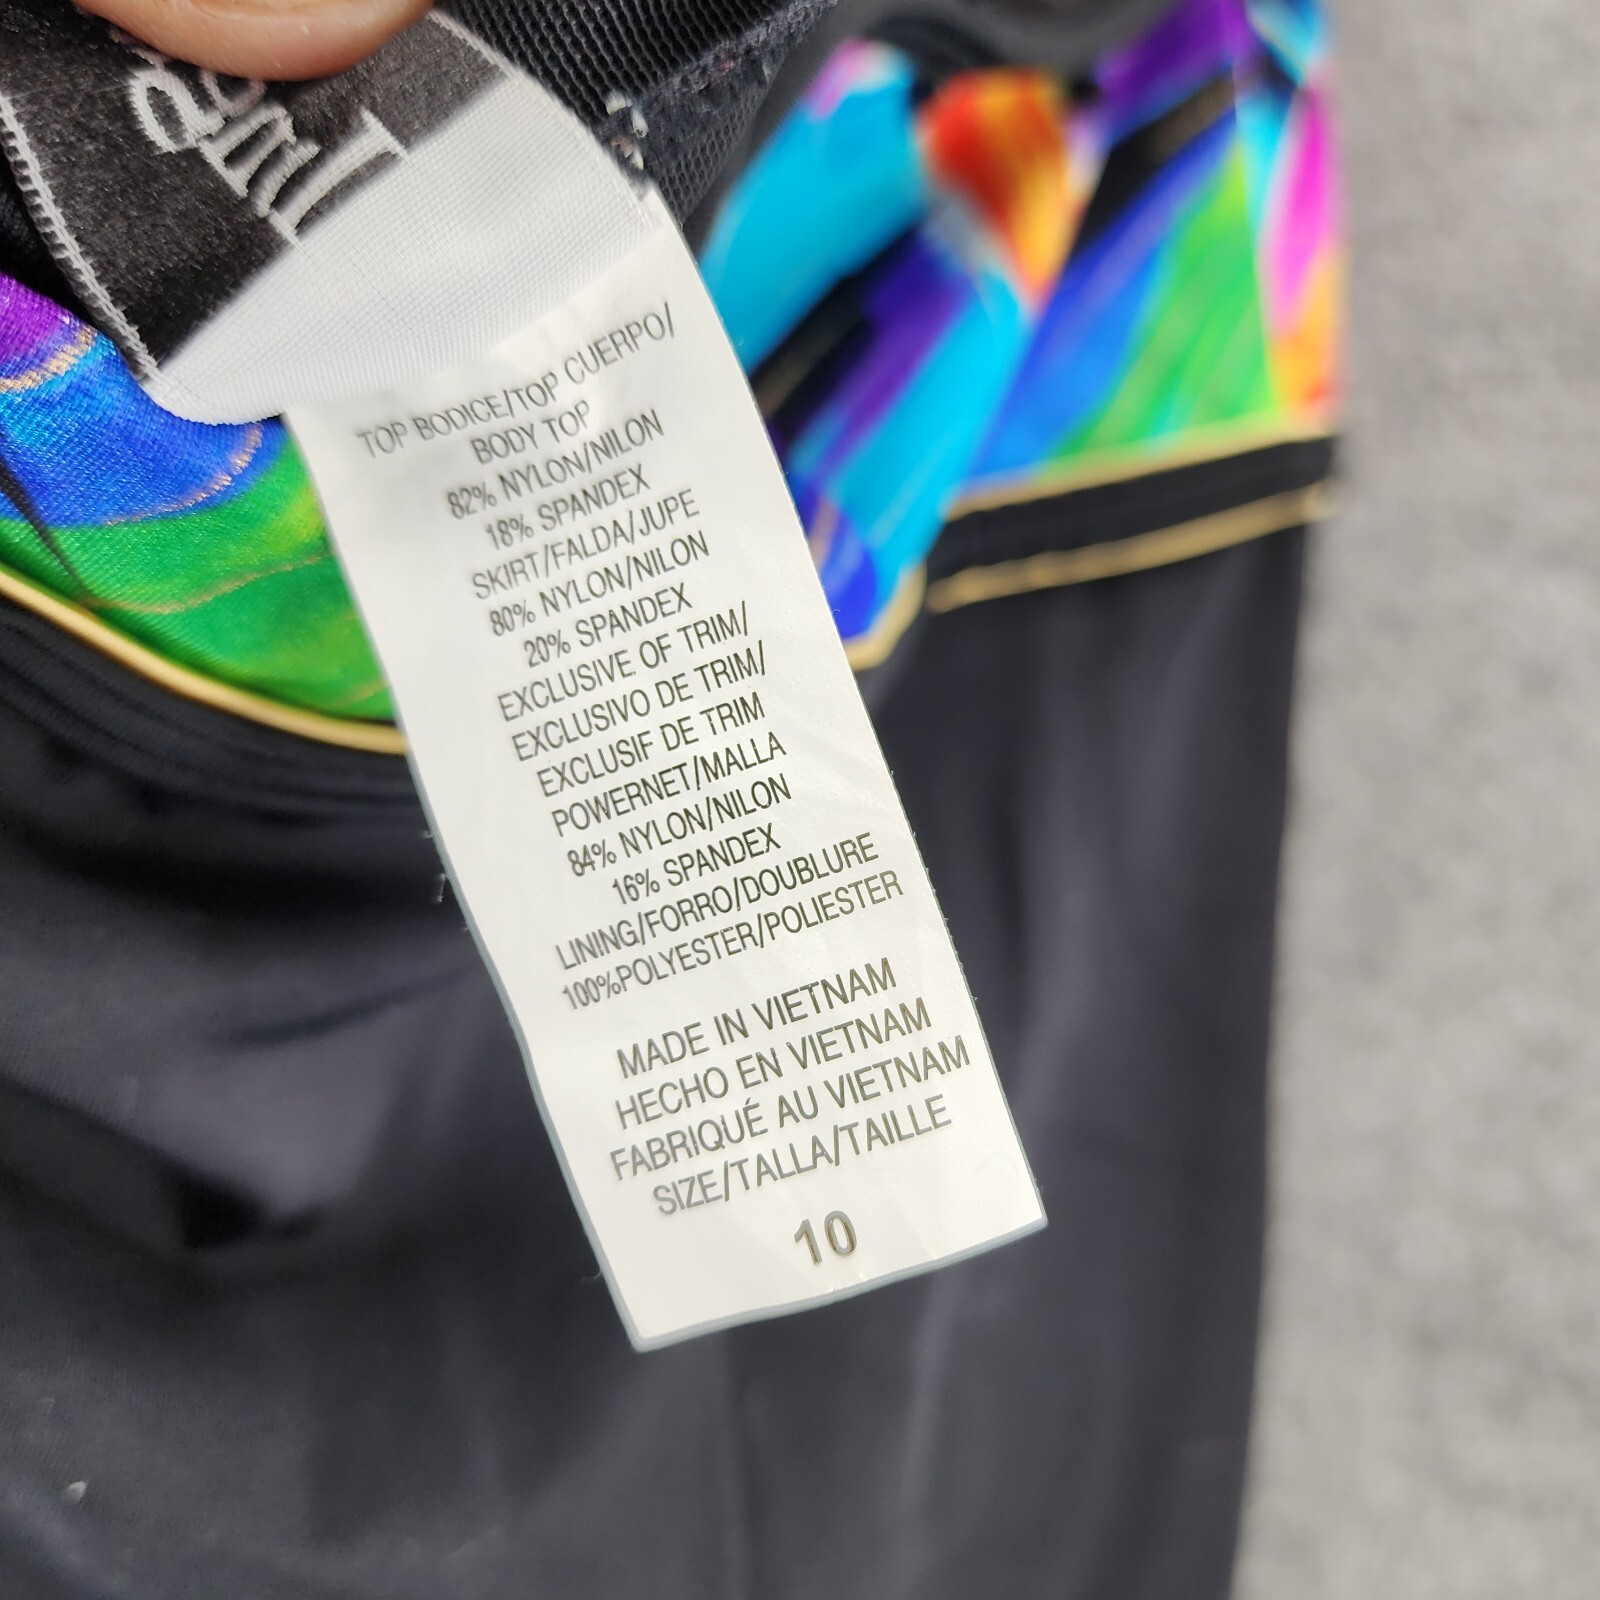 TOP BODICE/TOP CUERPO/
BODY TOP
82% NYLON/NILON
18% SPANDEX
SKIRT/FALDA/JUPE
80% NYLON/NILON
20% SPANDEX
EXCLUSIVE OF TRIM/
EXCLUSIVO DE TRIM/
EXCLUSIF DE TRIM
POWERNET/MALLA
84% NYLON/NILON
16% SPANDEX
LINING/FORRO/DOUBLURE
100%POLYESTER/POLIESTER
MADE IN VIETNAM
HECHO EN VIETNAM
FABRIQUÉ AU VIETNAM
SIZE/TALLA/TAILLE
10